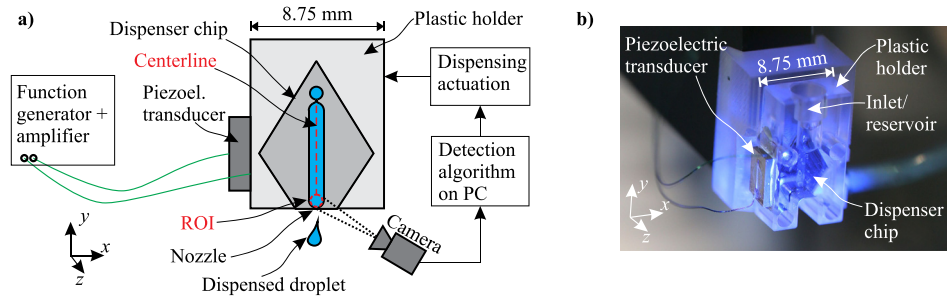 a)
8.75 mm
Plastic holder
Dispenser chip
Centerline
Piezoel.
transducer
Function
generator +
amplifier
Dispensing
actuation
Detection
algorithm
on PC
ROI
Nozzle
Camera
Dispensed droplet
y
x
z
b)
Piezoelectric
transducer
8.75 mm
Plastic
holder
Inlet/
reservoir
Dispenser
chip
y
x
z